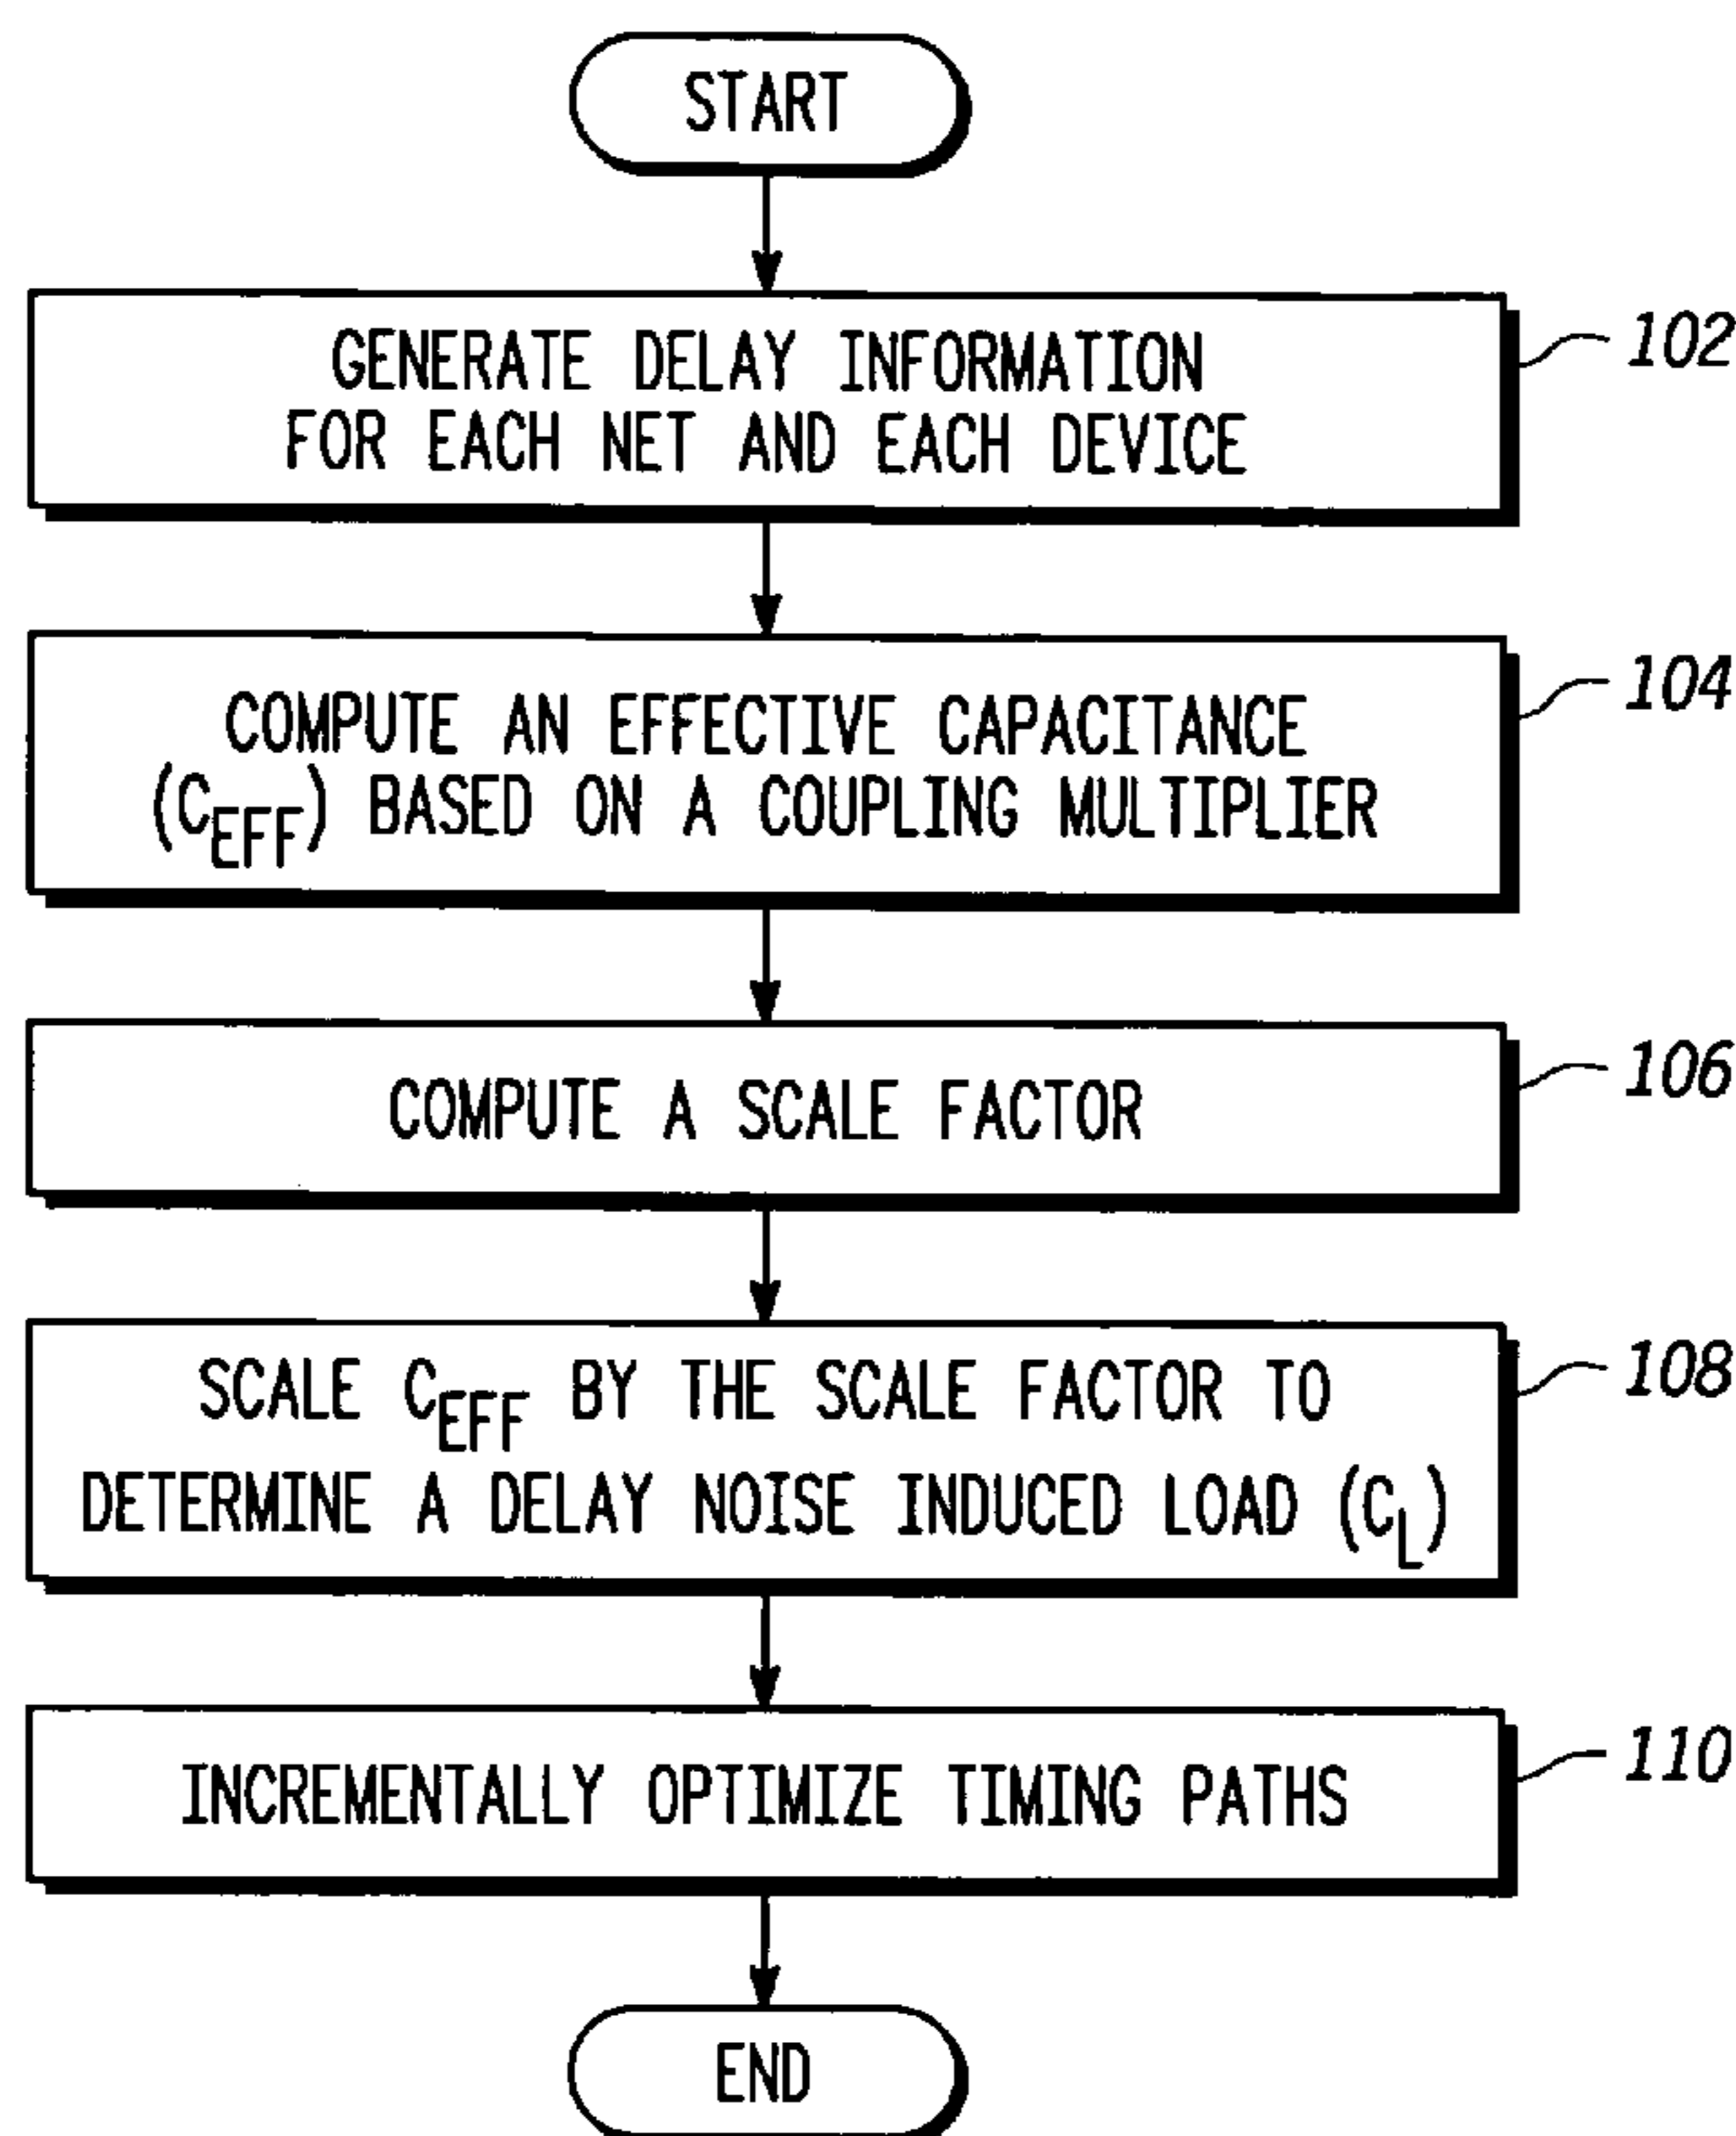 START
GENERATE DELAY INFORMATION
FOR EACH NET AND EACH DEVICE
102
COMPUTE AN EFFECTIVE CAPACITANCE
(CEFF) BASED ON A COUPLING MULTIPLIER
104
COMPUTE A SCALE FACTOR
106
SCALE CEFF BY THE SCALE FACTOR TO
DETERMINE A DELAY NOISE INDUCED LOAD (CL)
108
INCREMENTALLY OPTIMIZE TIMING PATHS
110
END